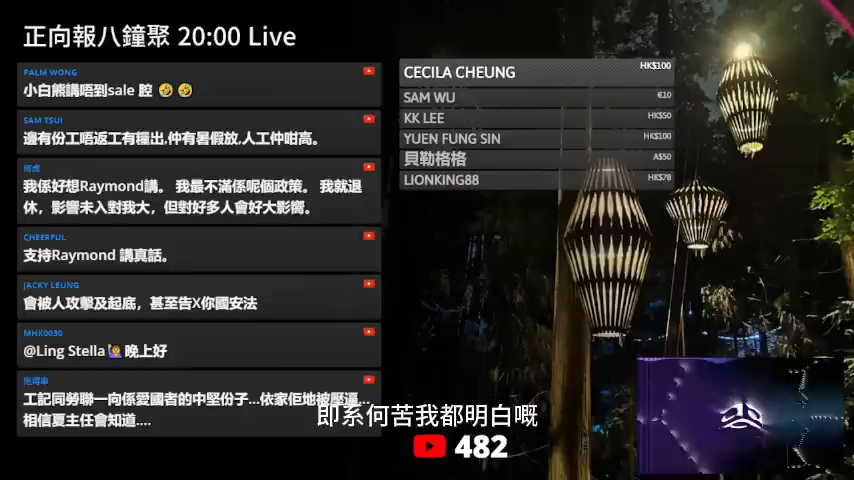 正向報八鐘聚 20:00 Live
PALM WONG
小白熊講唔到sale 腔 🤣 🤣
SAM TSUI
邊有份工唔返工有糧出,仲有暑假放,人工仲咁高。
何虑
我係好想Raymond講。 我最不滿係呢個政策。 我就退
休，影響未入對我大，但對好多人會好大影嚮。
CHEERFUL
支持Raymond 講真話。
JACKY LEUNG
會被人攻擊及起底，甚至告X你國安法
MHK0030
@Ling Stella🙋‍♀️晚上好
工記同勞聯一向係愛國者的中堅份子...依家佢地被壓逼...
相信夏主任會知道....
CECILA CHEUNG HK$100
SAM WU €10
KK LEE HK$50
YUEN FUNG SIN HK$100
貝勒格格 A$50
LIONKING88 HK$78
即系何苦我都明白嘅
482